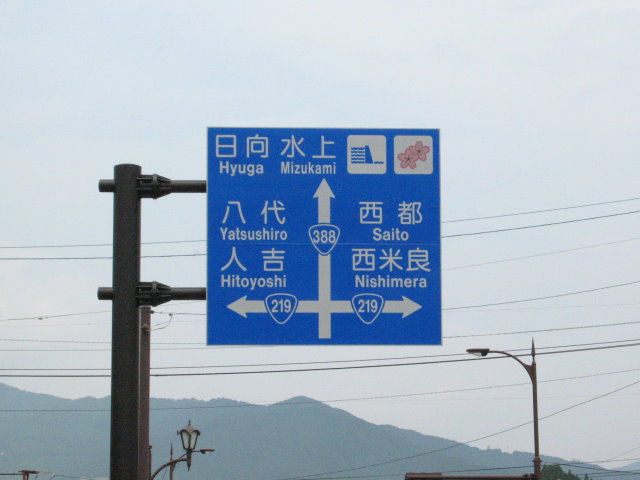 日向 水上
Hyuga Mizukami
八代
Yatsushiro
西都
Saito
388
人吉
Hitoyoshi
西米良
Nishimera
219
219